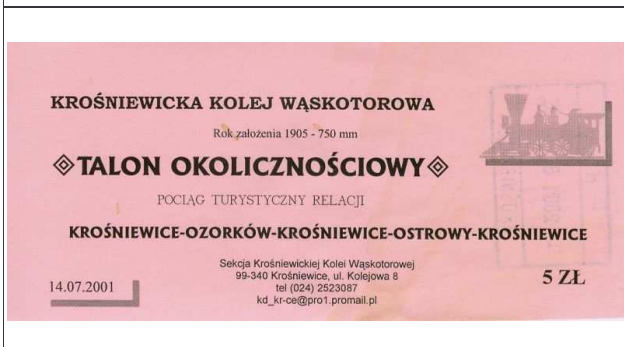 KROŚNIEWICKA KOLEJ WĄSKOTOROWA
Rok założenia 1905 - 750 mm
TALON OKOLICZNOŚCIOWY
POCIĄG TURYSTYCZNY RELACJI
KROŚNIEWICE-OZORKÓW-KROŚNIEWICE-OSTROWY-KROŚNIEWICE
Sekcja Krośniewickiej Kolei Wąskotorowej
99-340 Krośniewice, ul. Kolejowa 8
tel (024) 2523087
kd_kr-ce@pro1.promail.pl
14.07.2001
5 ZŁ